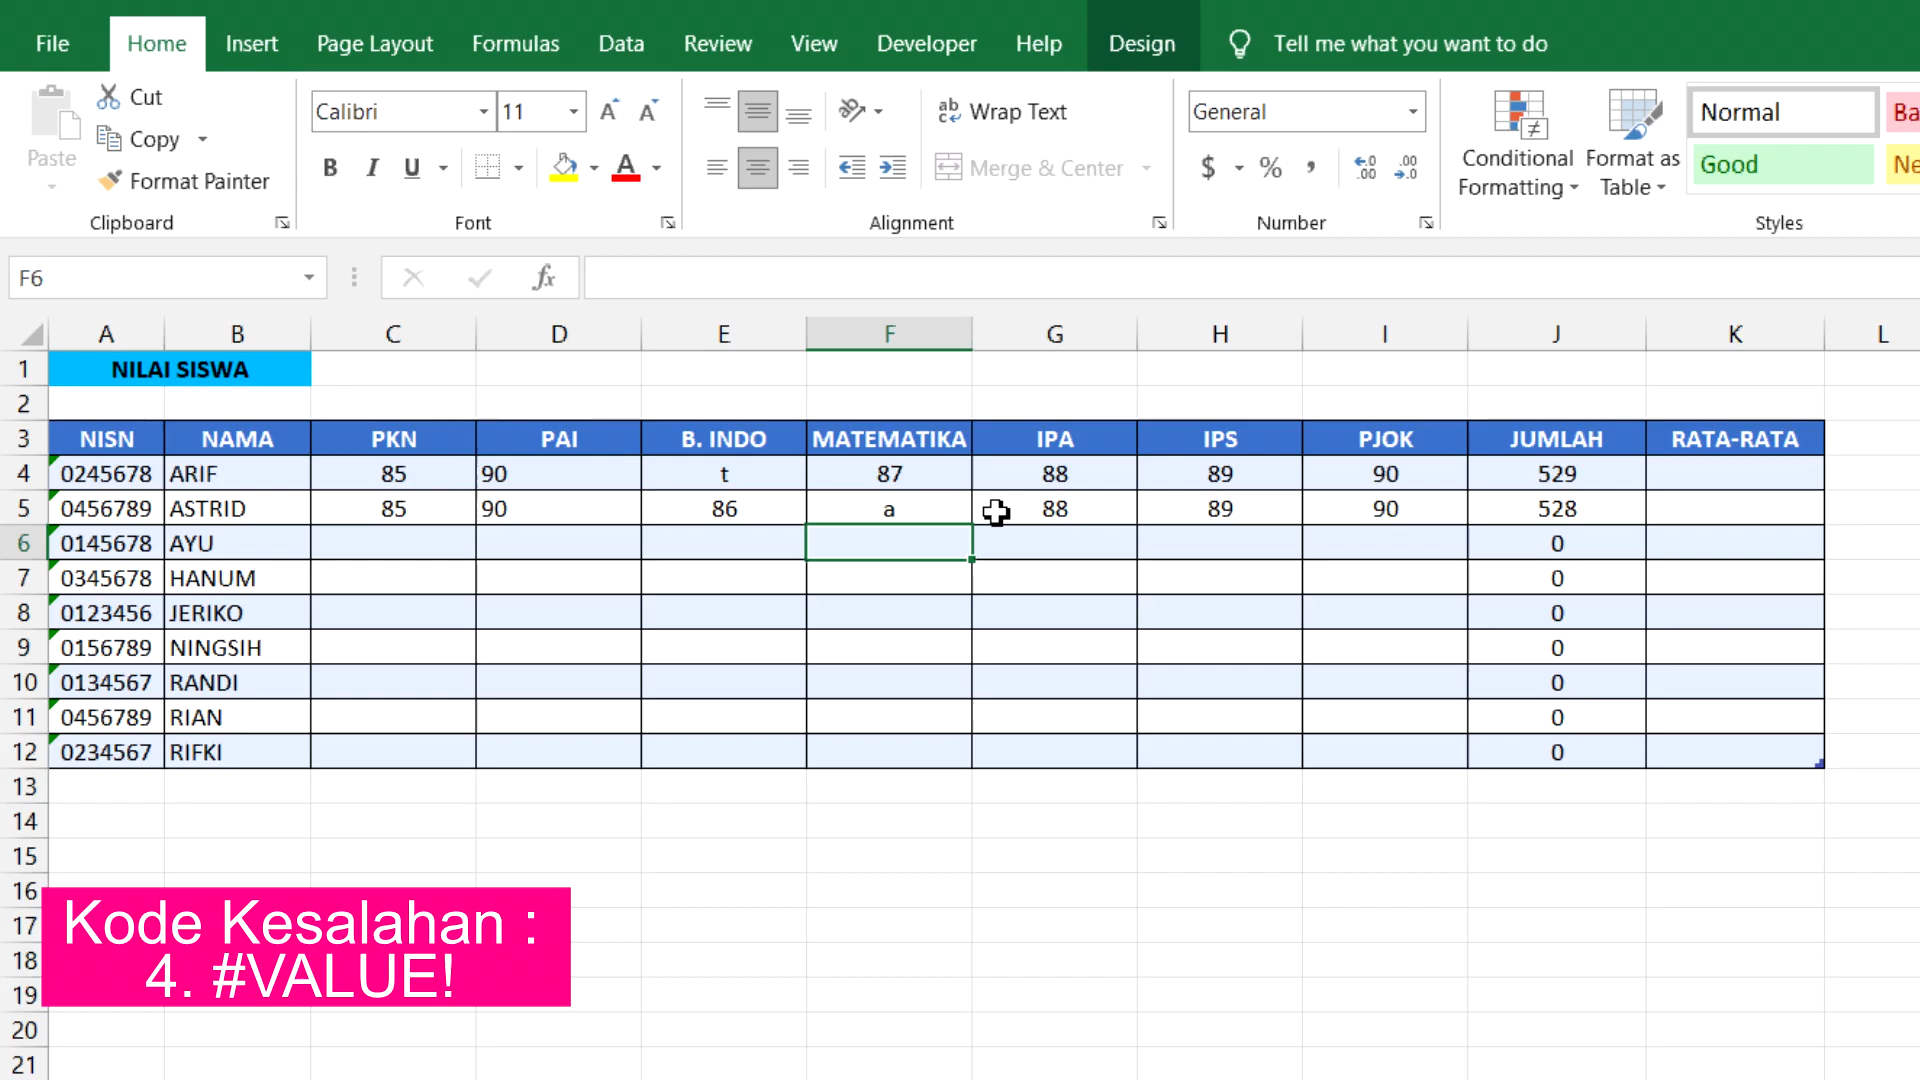 File Home Insert Page Layout Formulas Data Review View Developer Help Design Tell me what you want to do
Paste
Cut
Copy
Format Painter
Clipboard
Calibri 11
B I U A
Font
Wrap Text
Merge & Center
Alignment
General
$ % ,
Number
Conditional Formatting
Format as Table
Normal Ba
Good Ne
Styles
F6 fx
A B C D E F G H I J K L
1 NILAI SISWA
2
3 NISN NAMA PKN PAI B. INDO MATEMATIKA IPA IPS PJOK JUMLAH RATA-RATA
4 0245678 ARIF 85 90 t 87 88 89 90 529
5 0456789 ASTRID 85 90 86 a 88 89 90 528
6 0145678 AYU 0
7 0345678 HANUM 0
8 0123456 JERIKO 0
9 0156789 NINGSIH 0
10 0134567 RANDI 0
11 0456789 RIAN 0
12 0234567 RIFKI 0
13
14
15
16
17
18
19
20
21
Kode Kesalahan :
4. #VALUE!